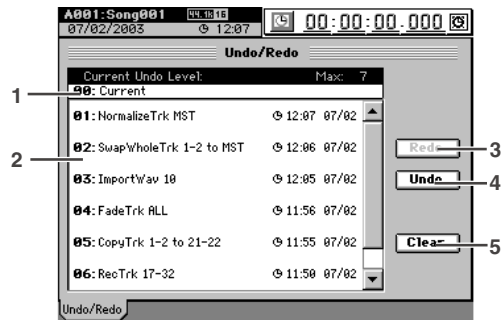 A001:Song001 44.1K 16
07/02/2003 12:07
00:00:00.000
Undo/Redo
Current Undo Level: Max: 7
00: Current
01: NormalizeTrk MST 12:07 07/02
02: SwapWholeTrk 1-2 to MST 12:06 07/02
03: ImportWav 10 12:05 07/02
04: FadeTrk ALL 11:56 07/02
05: CopyTrk 1-2 to 21-22 11:55 07/02
06: RecTrk 17-32 11:50 07/02
Redo
Undo
Clear
Undo/Redo
1
2
3
4
5